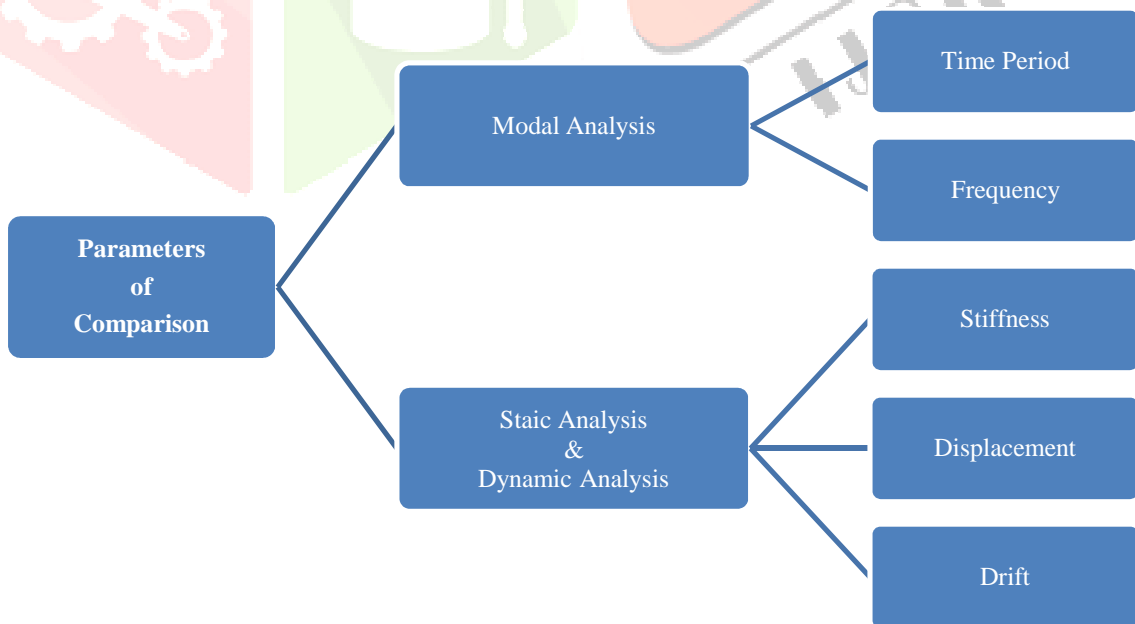 Time Period
Modal Analysis
Frequency
Parameters
of
Comparison
Stiffness
Staic Analysis
&
Dynamic Analysis
Displacement
Drift